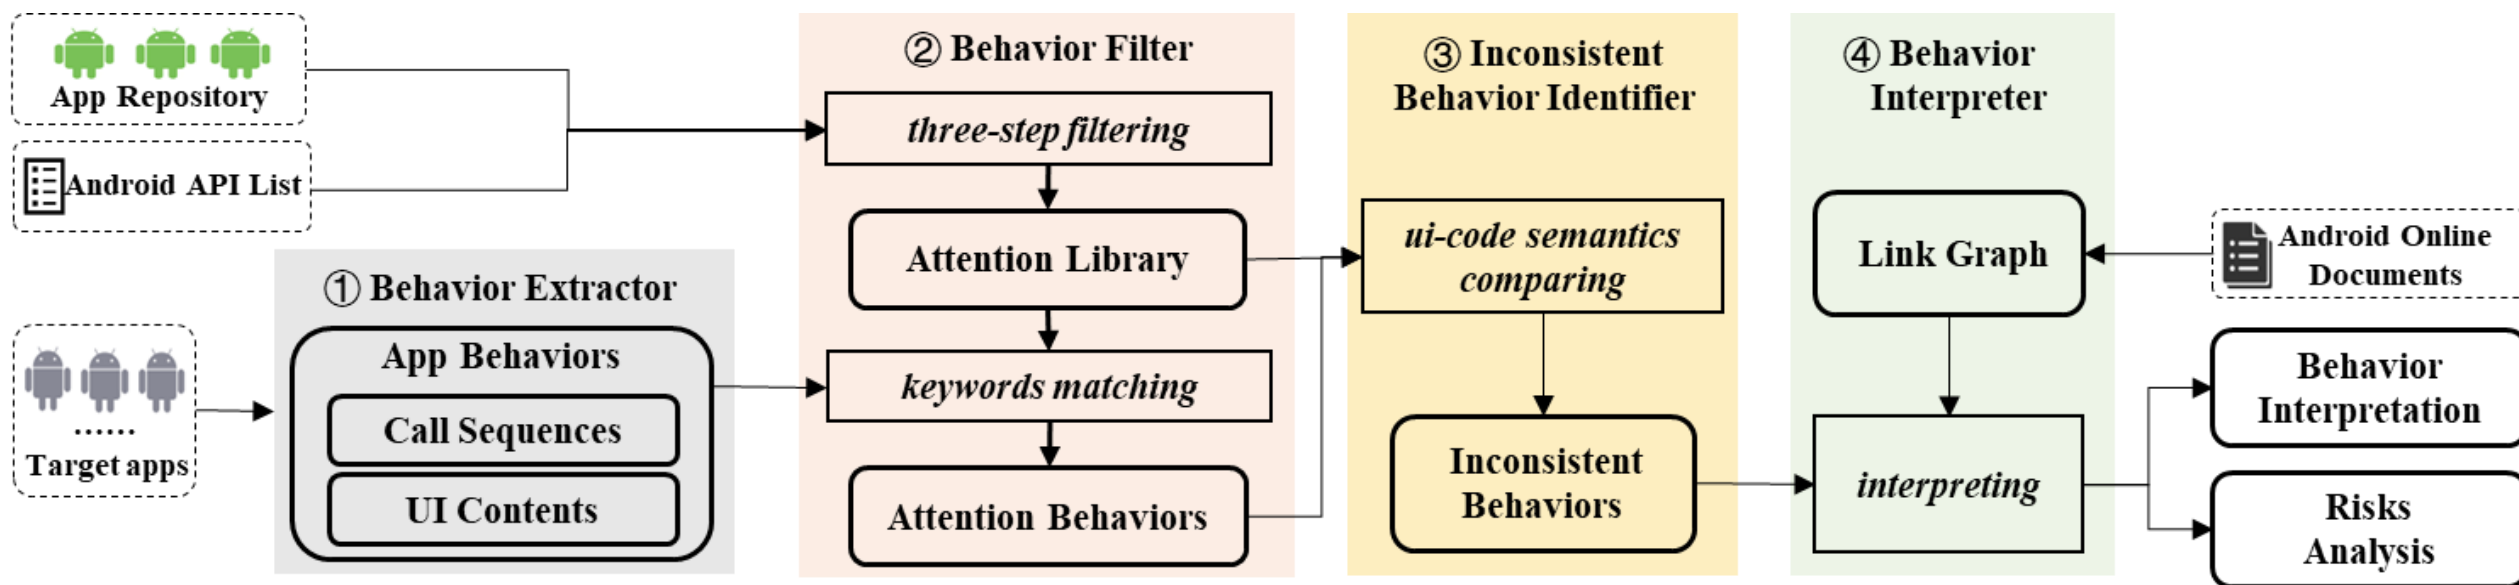 App Repository
Android API List
① Behavior Extractor
App Behaviors
Call Sequences
UI Contents
......
Target apps
② Behavior Filter
three-step filtering
Attention Library
keywords matching
Attention Behaviors
③ Inconsistent
Behavior Identifier
ui-code semantics
comparing
Inconsistent
Behaviors
④ Behavior
Interpreter
Link Graph
interpreting
Android Online
Documents
Behavior
Interpretation
Risks
Analysis